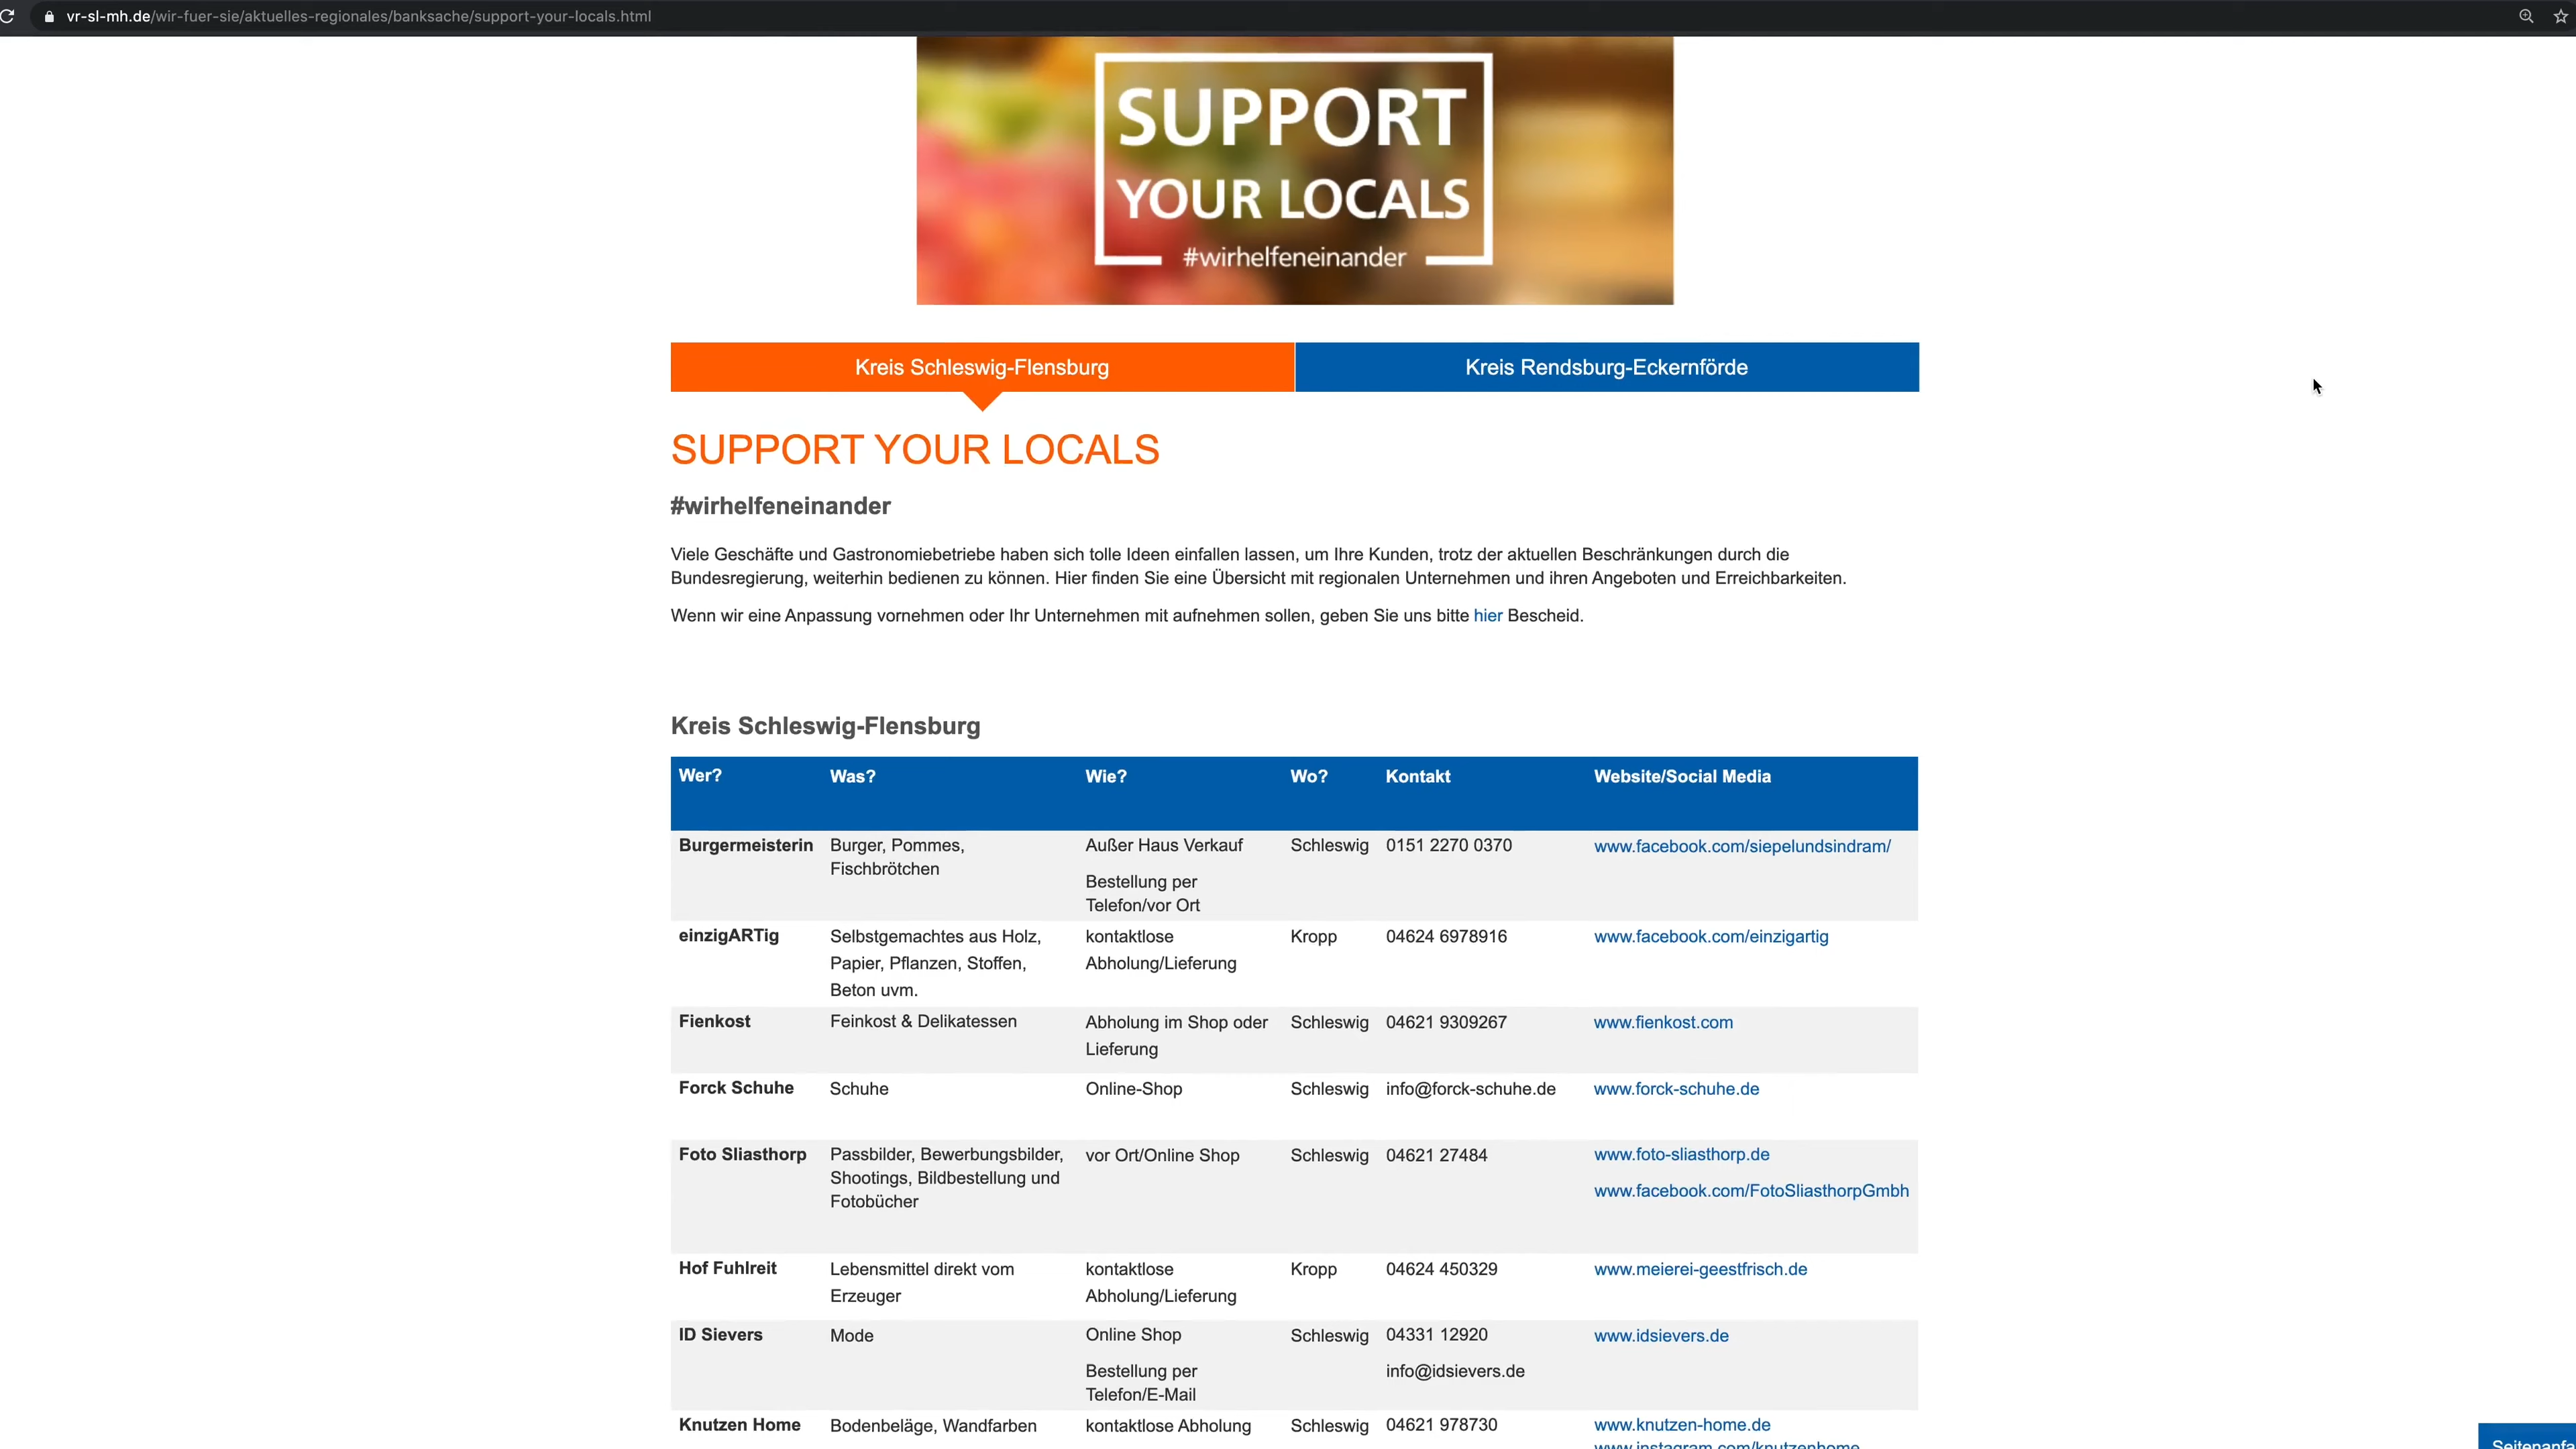 vr-sl-mh.de/wir-fuer-sie/aktuelles-regionales/banksache/support-your-locals.html
SUPPORT
YOUR LOCALS
#wirhelfeneinander
Kreis Schleswig-Flensburg
Kreis Rendsburg-Eckernförde
SUPPORT YOUR LOCALS
#wirhelfeneinander
Viele Geschäfte und Gastronomiebetriebe haben sich tolle Ideen einfallen lassen, um Ihre Kunden, trotz der aktuellen Beschränkungen durch die
Bundesregierung, weiterhin bedienen zu können. Hier finden Sie eine Übersicht mit regionalen Unternehmen und ihren Angeboten und Erreichbarkeiten.
Wenn wir eine Anpassung vornehmen oder Ihr Unternehmen mit aufnehmen sollen, geben Sie uns bitte hier Bescheid.
Kreis Schleswig-Flensburg
Wer? Was? Wie? Wo? Kontakt Website/Social Media
Burgermeisterin Burger, Pommes, Außer Haus Verkauf Schleswig 0151 2270 0370 www.facebook.com/siepelundsindram/
Fischbrötchen
Bestellung per
Telefon/vor Ort
einzigARTig Selbstgemachtes aus Holz, kontaktlose Kropp 04624 6978916 www.facebook.com/einzigartig
Papier, Pflanzen, Stoffen, Abholung/Lieferung
Beton uvm.
Fienkost Feinkost & Delikatessen Abholung im Shop oder Schleswig 04621 9309267 www.fienkost.com
Lieferung
Forck Schuhe Schuhe Online-Shop Schleswig info@forck-schuhe.de www.forck-schuhe.de
Foto Sliasthorp Passbilder, Bewerbungsbilder, vor Ort/Online Shop Schleswig 04621 27484 www.foto-sliasthorp.de
Shootings, Bildbestellung und www.facebook.com/FotoSliasthorpGmbh
Fotobücher
Hof Fuhlreit Lebensmittel direkt vom kontaktlose Kropp 04624 450329 www.meierei-geestfrisch.de
Erzeuger Abholung/Lieferung
ID Sievers Mode Online Shop Schleswig 04331 12920 www.idsievers.de
Bestellung per info@idsievers.de
Telefon/E-Mail
Knutzen Home Bodenbeläge, Wandfarben kontaktlose Abholung Schleswig 04621 978730 www.knutzen-home.de
www.instagram.com/knutzenhome